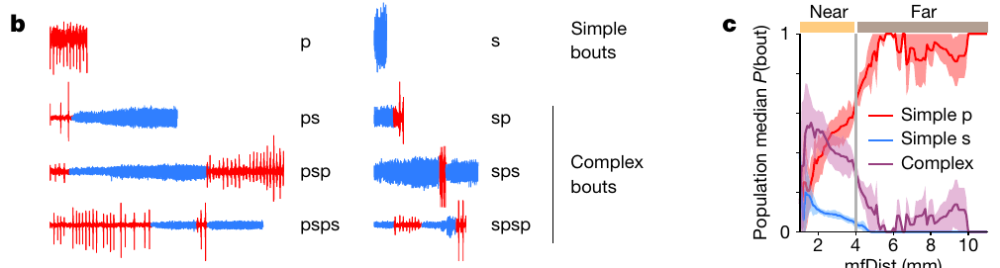 b
p
s
Simple
bouts
ps
sp
psp
sps
Complex
bouts
psps
spsp
c
Near
Far
Population median P(bout)
1
0
Simple p
Simple s
Complex
2
4
6
8
10
mfDist (mm)